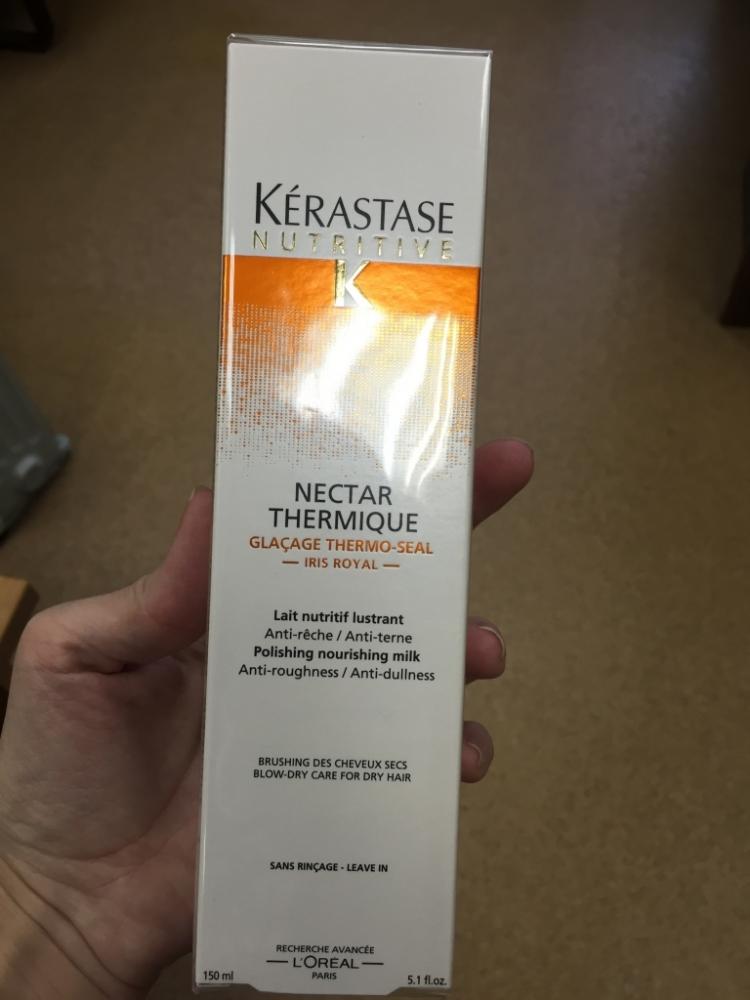 KÉRASTASE
NUTRITIVE
K
NECTAR
THERMIQUE
GLAÇAGE THERMO-SEAL
— IRIS ROYAL —
Lait nutritif lustrant
Anti-rêche / Anti-terne
Polishing nourishing milk
Anti-roughness / Anti-dullness
BRUSHING DES CHEVEUX SECS
BLOW-DRY CARE FOR DRY HAIR
SANS RINÇAGE - LEAVE IN
RECHERCHE AVANCÉE
— L'ORÉAL —
PARIS
150 ml 5.1 fl.oz.